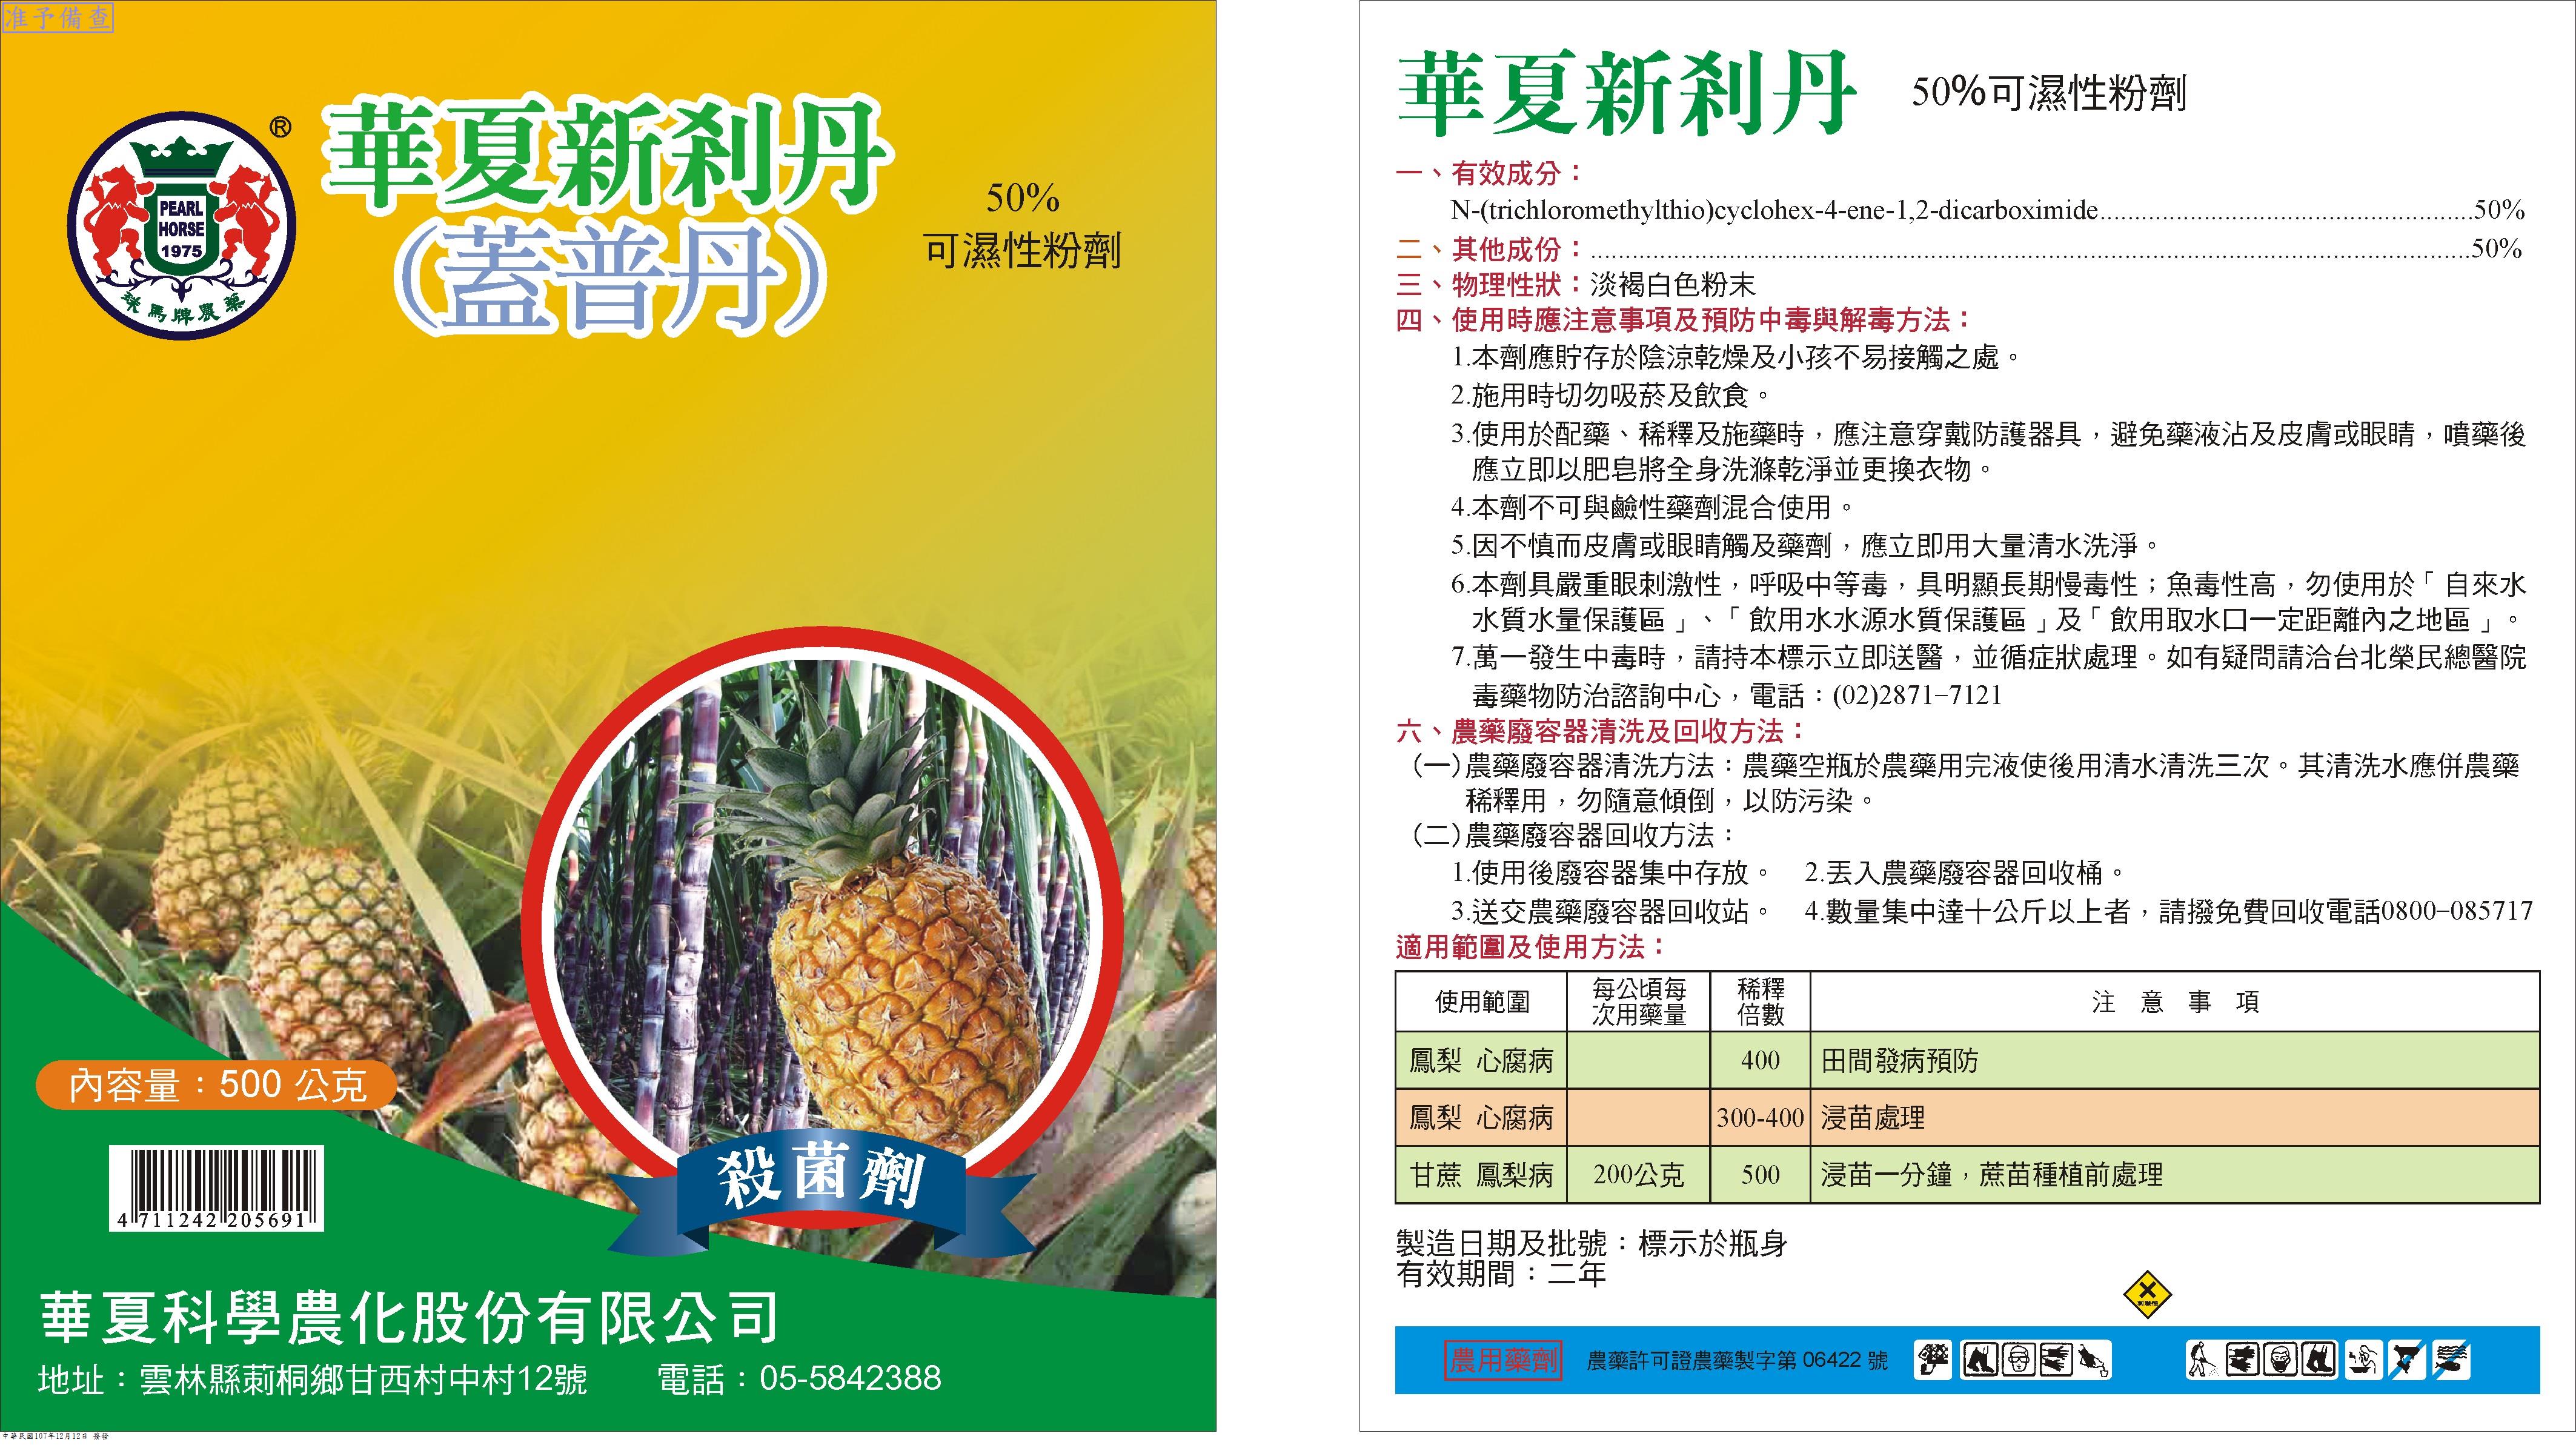 准予備查
華夏新剎丹
®
PEARL
HORSE
1975
珠馬牌農藥
(蓋普丹)
50%
可濕性粉劑
內容量：500 公克
4 711242 205691
殺菌劑
華夏科學農化股份有限公司
地址：雲林縣莿桐鄉甘西村中村12號 電話：05-5842388
中華民國107年12月12日 簽發
華夏新剎丹 50%可濕性粉劑
一、有效成分：
N-(trichloromethylthio)cyclohex-4-ene-1,2-dicarboximide......................................................50%
二、其他成份：................................................................................................................................50%
三、物理性狀：淡褐白色粉末
四、使用時應注意事項及預防中毒與解毒方法：
1.本劑應貯存於陰涼乾燥及小孩不易接觸之處。
2.施用時切勿吸菸及飲食。
3.使用於配藥、稀釋及施藥時，應注意穿戴防護器具，避免藥液沾及皮膚或眼睛，噴藥後
應立即以肥皂將全身洗滌乾淨並更換衣物。
4.本劑不可與鹼性藥劑混合使用。
5.因不慎而皮膚或眼睛觸及藥劑，應立即用大量清水洗淨。
6.本劑具嚴重眼刺激性，呼吸中等毒，具明顯長期慢毒性；魚毒性高，勿使用於「自來水
水質水量保護區」、「飲用水水源水質保護區」及「飲用取水口一定距離內之地區」。
7.萬一發生中毒時，請持本標示立即送醫，並循症狀處理。如有疑問請洽台北榮民總醫院
毒藥物防治諮詢中心，電話：(02)2871-7121
六、農藥廢容器清洗及回收方法：
(一)農藥廢容器清洗方法：農藥空瓶於農藥用完液使後用清水清洗三次。其清洗水應併農藥
稀釋用，勿隨意傾倒，以防污染。
(二)農藥廢容器回收方法：
1.使用後廢容器集中存放。 2.丟入農藥廢容器回收桶。
3.送交農藥廢容器回收站。 4.數量集中達十公斤以上者，請撥免費回收電話0800-085717
適用範圍及使用方法：
使用範圍 每公頃每次用藥量 稀釋倍數 注意事項
鳳梨 心腐病 400 田間發病預防
鳳梨 心腐病 300-400 浸苗處理
甘蔗 鳳梨病 200公克 500 浸苗一分鐘，蔗苗種植前處理
製造日期及批號：標示於瓶身
有效期間：二年
刺激性
農用藥劑 農藥許可證農藥製字第 06422 號